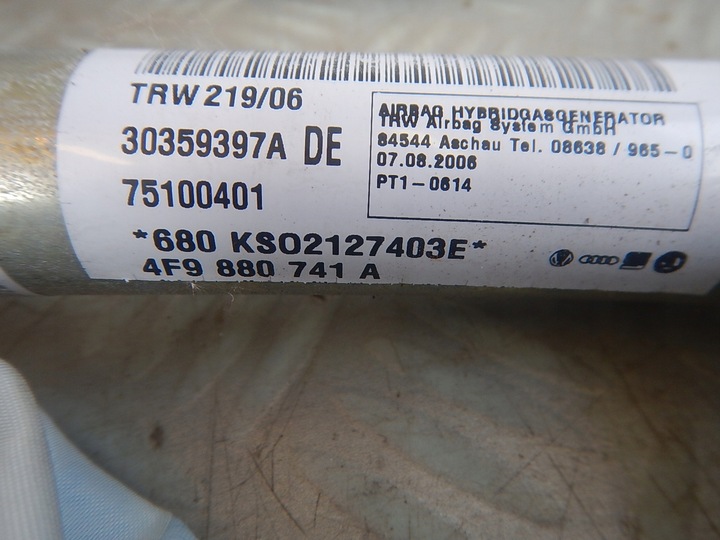 TRW 219/06
30359397A DE
75100401
*680 KS02127403E*
4F9 880 741 A
AIRBAG HYBRIDGASGENERATOR
TRW Airbag System GmbH
84544 Aschau Tel. 08638 / 965-0
07.08.2006
PT1-0614